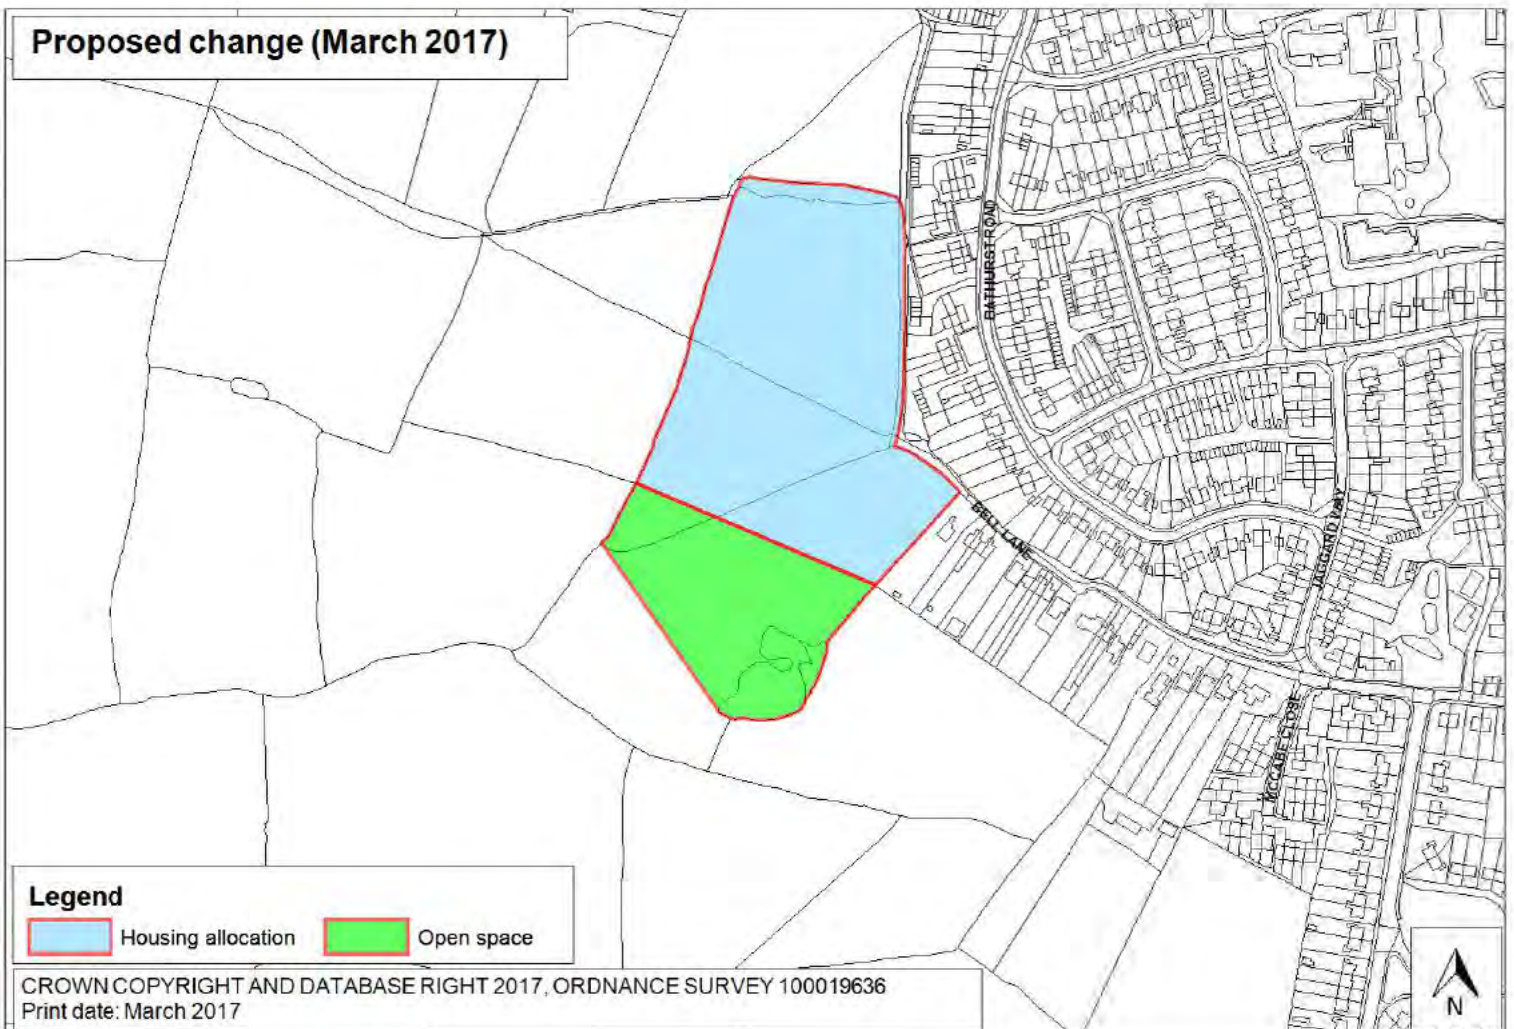 Proposed change (March 2017)
BATHURST ROAD
BELL LANE
JAGGARD WAY
MCCABE CLOSE
Legend
Housing allocation
Open space
CROWN COPYRIGHT AND DATABASE RIGHT 2017, ORDNANCE SURVEY 100019636
Print date: March 2017
N